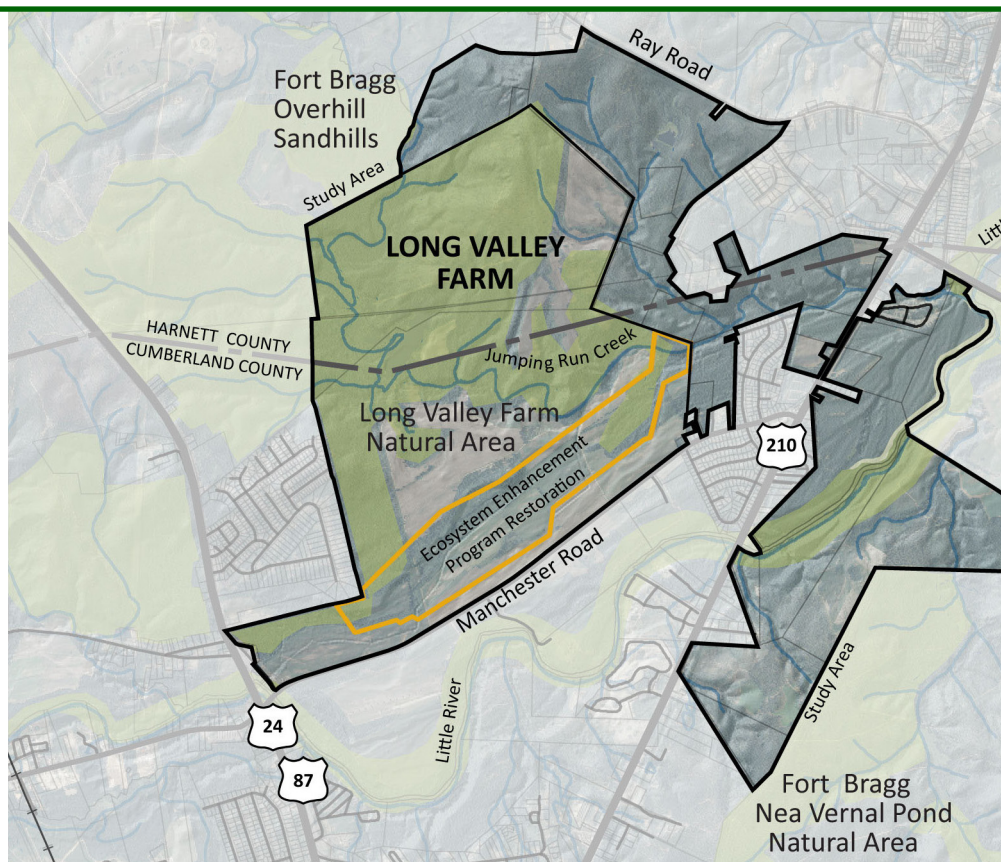 Ray Road
Fort Bragg
Overhill
Sandhills
Study Area
LONG VALLEY
FARM
Littl
HARNETT COUNTY
CUMBERLAND COUNTY
Jumping Run Creek
Long Valley Farm
Natural Area
210
Ecosystem Enhancement
Program Restoration
Manchester Road
Little River
Study Area
24
87
Fort Bragg
Nea Vernal Pond
Natural Area